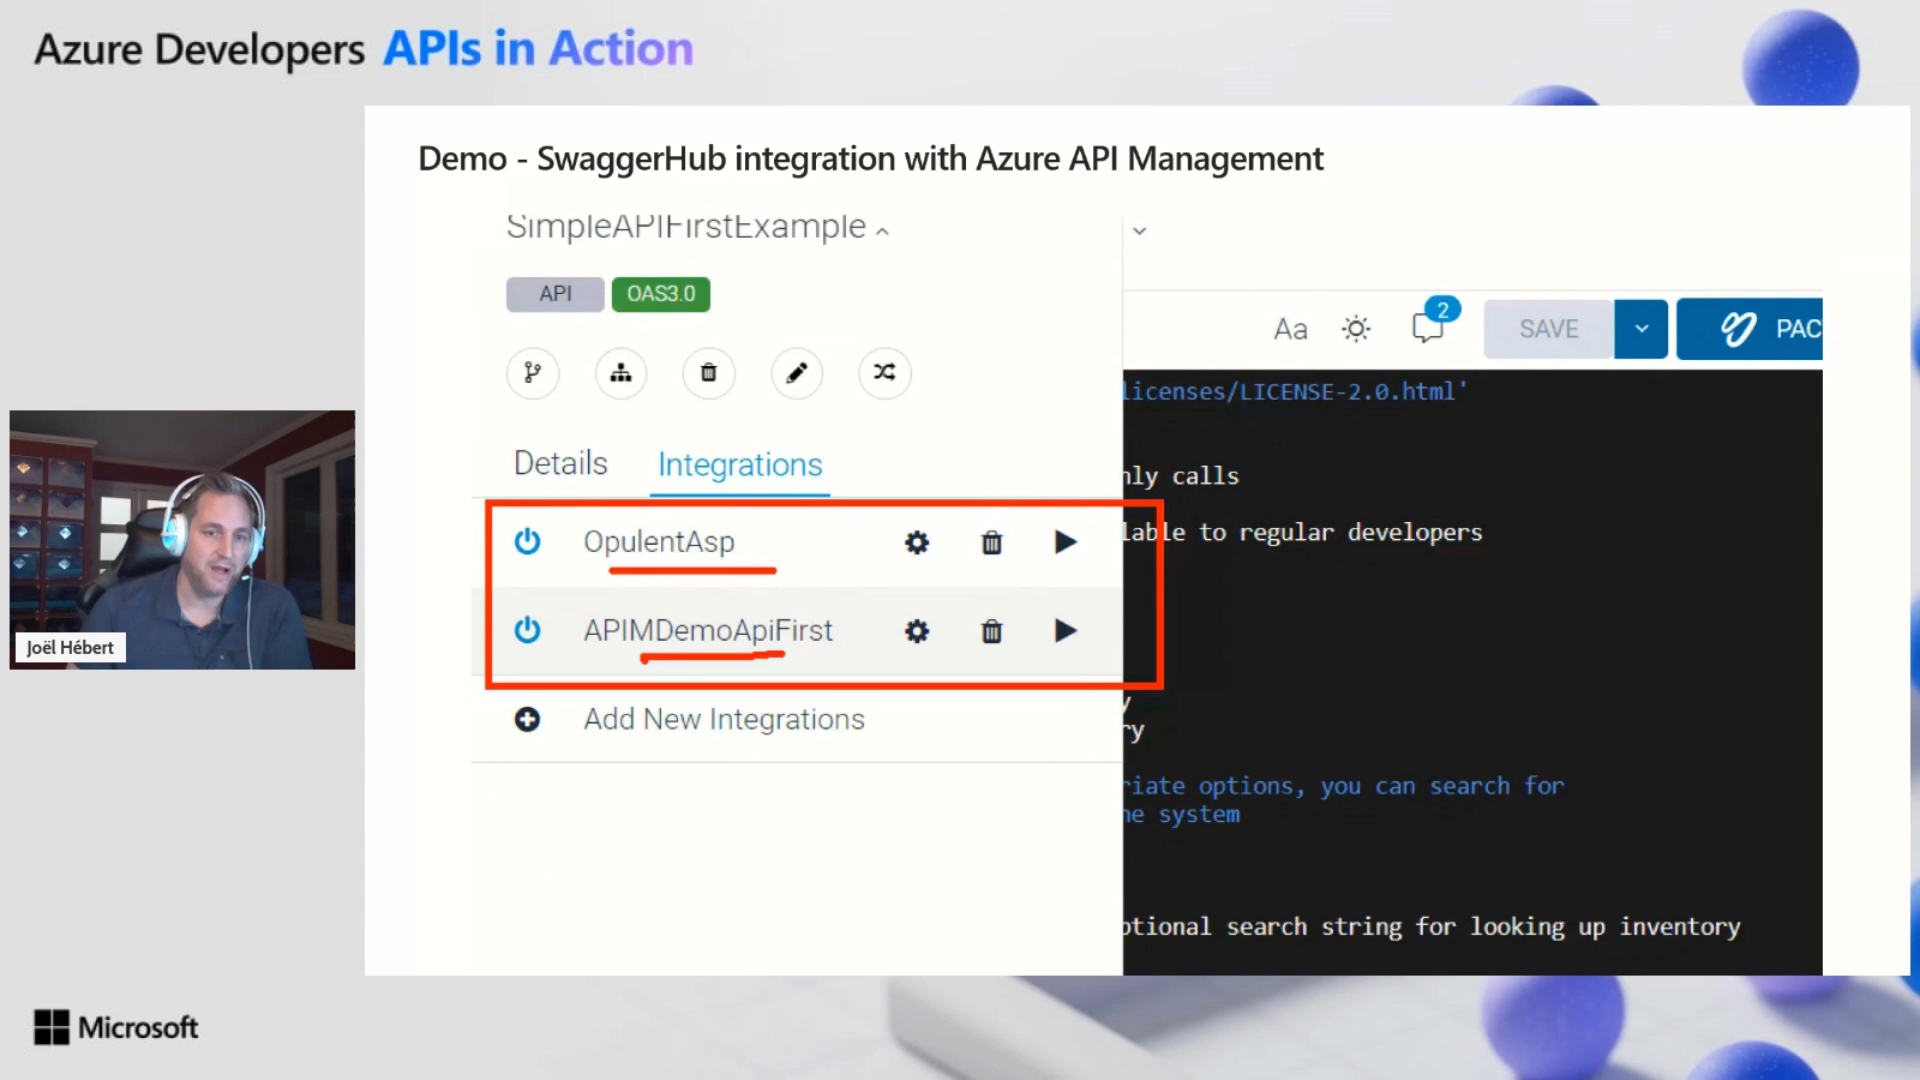 Azure Developers APIs in Action
Demo - SwaggerHub integration with Azure API Management
SimpleAPIFirstExample
API OAS3.0
Aa 2 SAVE PAC
licenses/LICENSE-2.0.html'
Details Integrations
nly calls
OpulentAsp
lable to regular developers
APIMDemoApiFirst
Joël Hébert
y
ry
Add New Integrations
riate options, you can search for
he system
ptional search string for looking up inventory
Microsoft